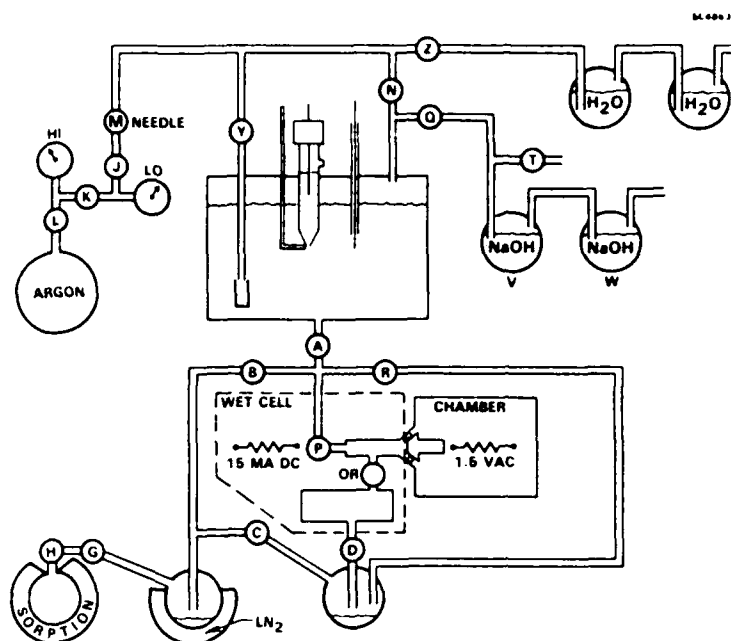 Z
N
H₂O
H₂O
HI
M NEEDLE
Y
Q
J
LO
T
K
L
NaOH
NaOH
ARGON
V
W
A
B
R
WET CELL
CHAMBER
P
15 MA DC
1.5 VAC
OR
C
D
H
G
SORPTION
LN₂